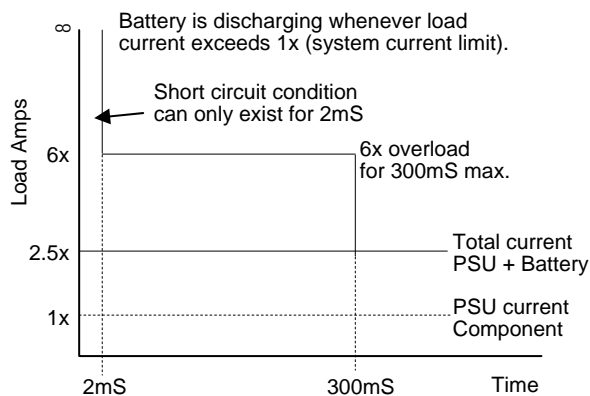 ∞
Battery is discharging whenever load
current exceeds 1x (system current limit).
Short circuit condition
can only exist for 2mS
Load Amps
6x
6x overload
for 300mS max.
2.5x
Total current
PSU + Battery
1x
PSU current
Component
2mS
300mS
Time